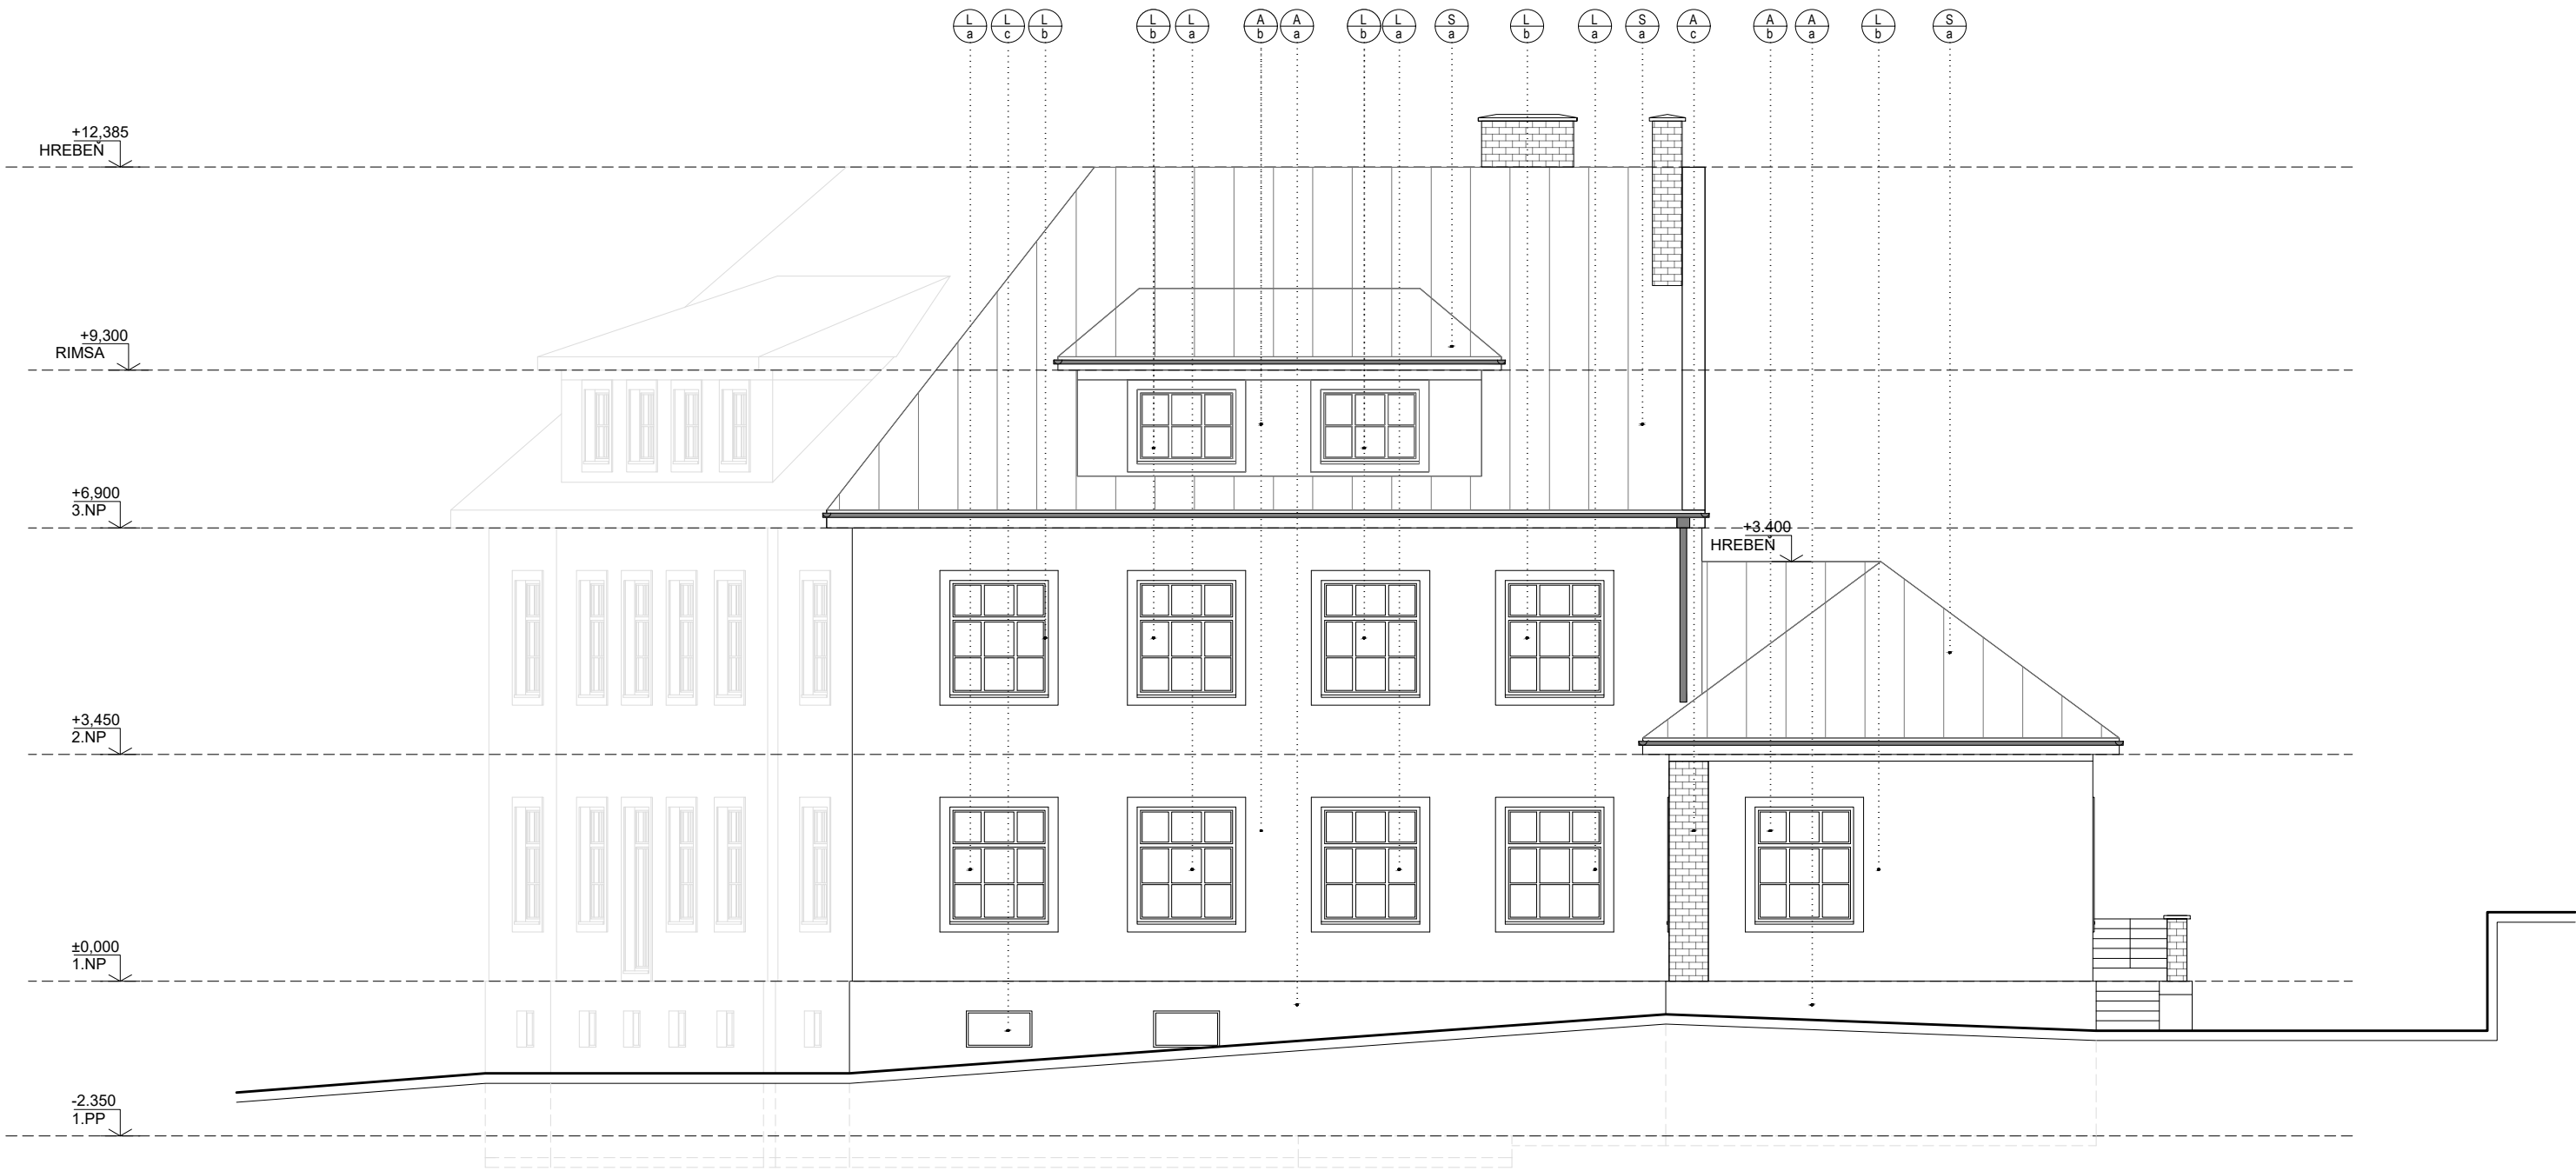 L L L L L A A L L S L L S A A A L S
a c b b a b a b a a b a a c b a b a
+12,385
HREBEŇ
+9,300
RIMSA
+6,900
3.NP
+3.400
HREBEŇ
+3,450
2.NP
±0,000
1.NP
-2.350
1.PP